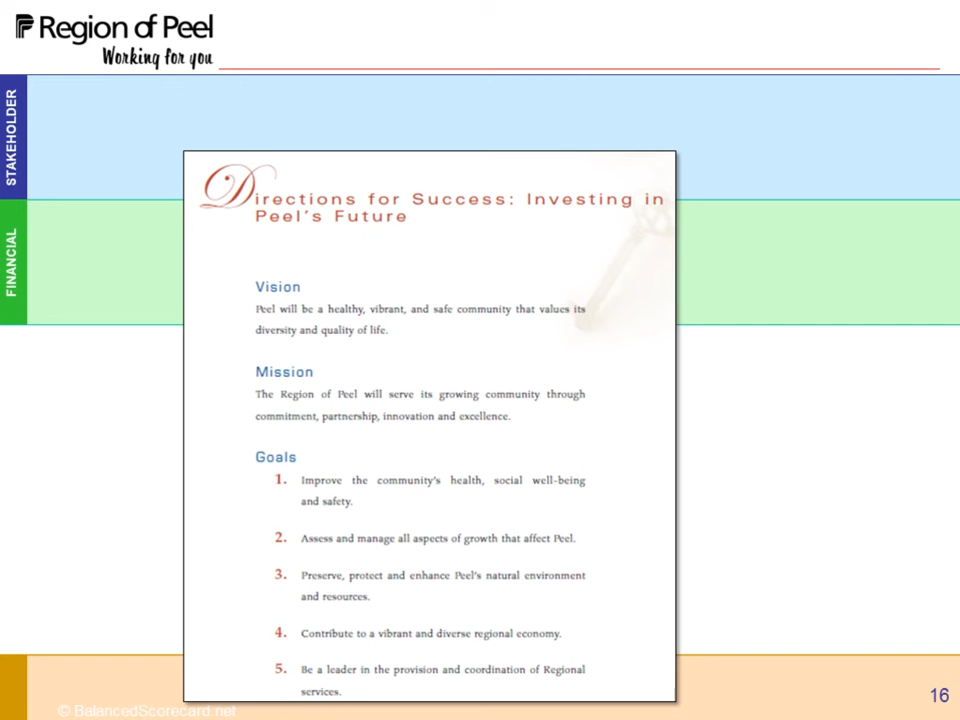 Region of Peel
Working for you
STAKEHOLDER
FINANCIAL
Directions for Success: Investing in
Peel's Future
Vision
Peel will be a healthy, vibrant, and safe community that values its
diversity and quality of life.
Mission
The Region of Peel will serve its growing community through
commitment, partnership, innovation and excellence.
Goals
1. Improve the community's health, social well-being
and safety.
2. Assess and manage all aspects of growth that affect Peel.
3. Preserve, protect and enhance Peel's natural environment
and resources.
4. Contribute to a vibrant and diverse regional economy.
5. Be a leader in the provision and coordination of Regional
services.
© BalancedScorecard.net
16